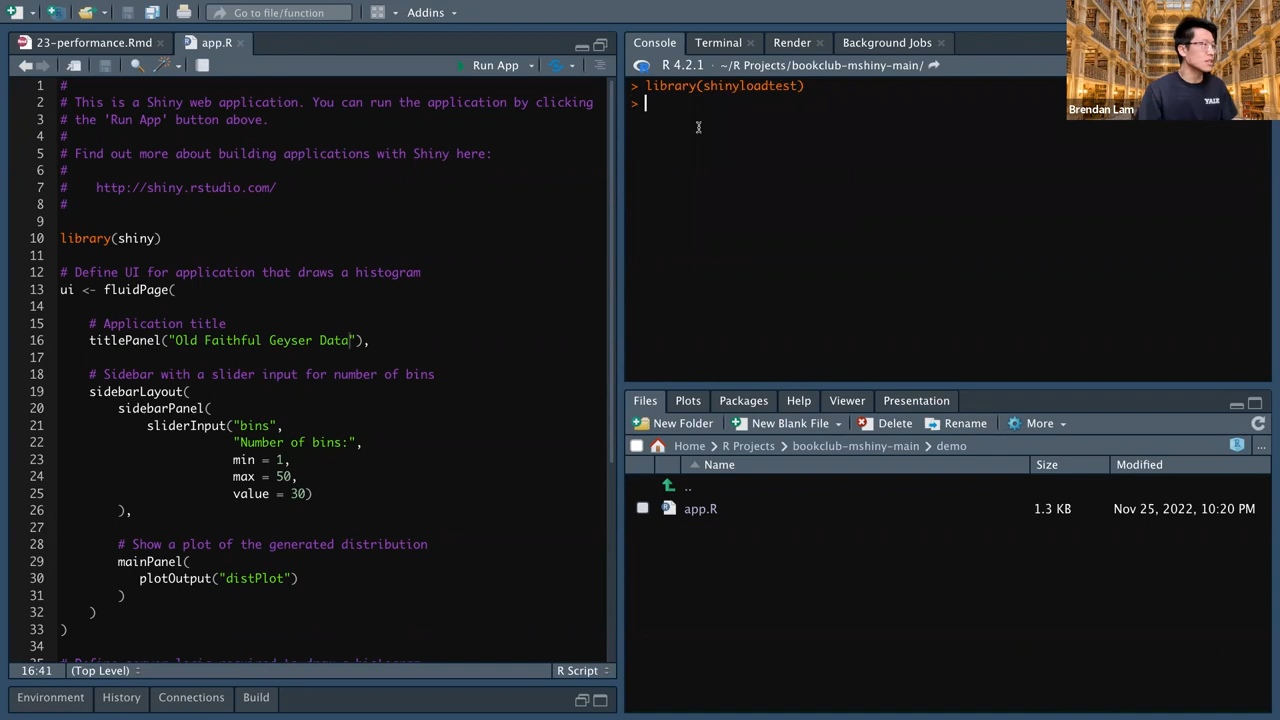 Go to file/function
Addins
23-performance.Rmd
app.R
Run App
1 #
2 # This is a Shiny web application. You can run the application by clicking
3 # the 'Run App' button above.
4 #
5 # Find out more about building applications with Shiny here:
6 #
7 #    http://shiny.rstudio.com/
8 #
9
10 library(shiny)
11
12 # Define UI for application that draws a histogram
13 ui <- fluidPage(
14
15     # Application title
16     titlePanel("Old Faithful Geyser Data"),
17
18     # Sidebar with a slider input for number of bins
19     sidebarLayout(
20         sidebarPanel(
21             sliderInput("bins",
22                         "Number of bins:",
23                         min = 1,
24                         max = 50,
25                         value = 30)
26         ),
27
28         # Show a plot of the generated distribution
29         mainPanel(
30            plotOutput("distPlot")
31         )
32     )
33 )
34
16:41 (Top Level) R Script
Environment History Connections Build
Console Terminal Render Background Jobs
R 4.2.1 · ~/R Projects/bookclub-mshiny-main/
> library(shinyloadtest)
>
YALE
Brendan Lam
Files Plots Packages Help Viewer Presentation
New Folder New Blank File Delete Rename More
Home R Projects bookclub-mshiny-main demo
Name Size Modified
..
app.R 1.3 KB Nov 25, 2022, 10:20 PM